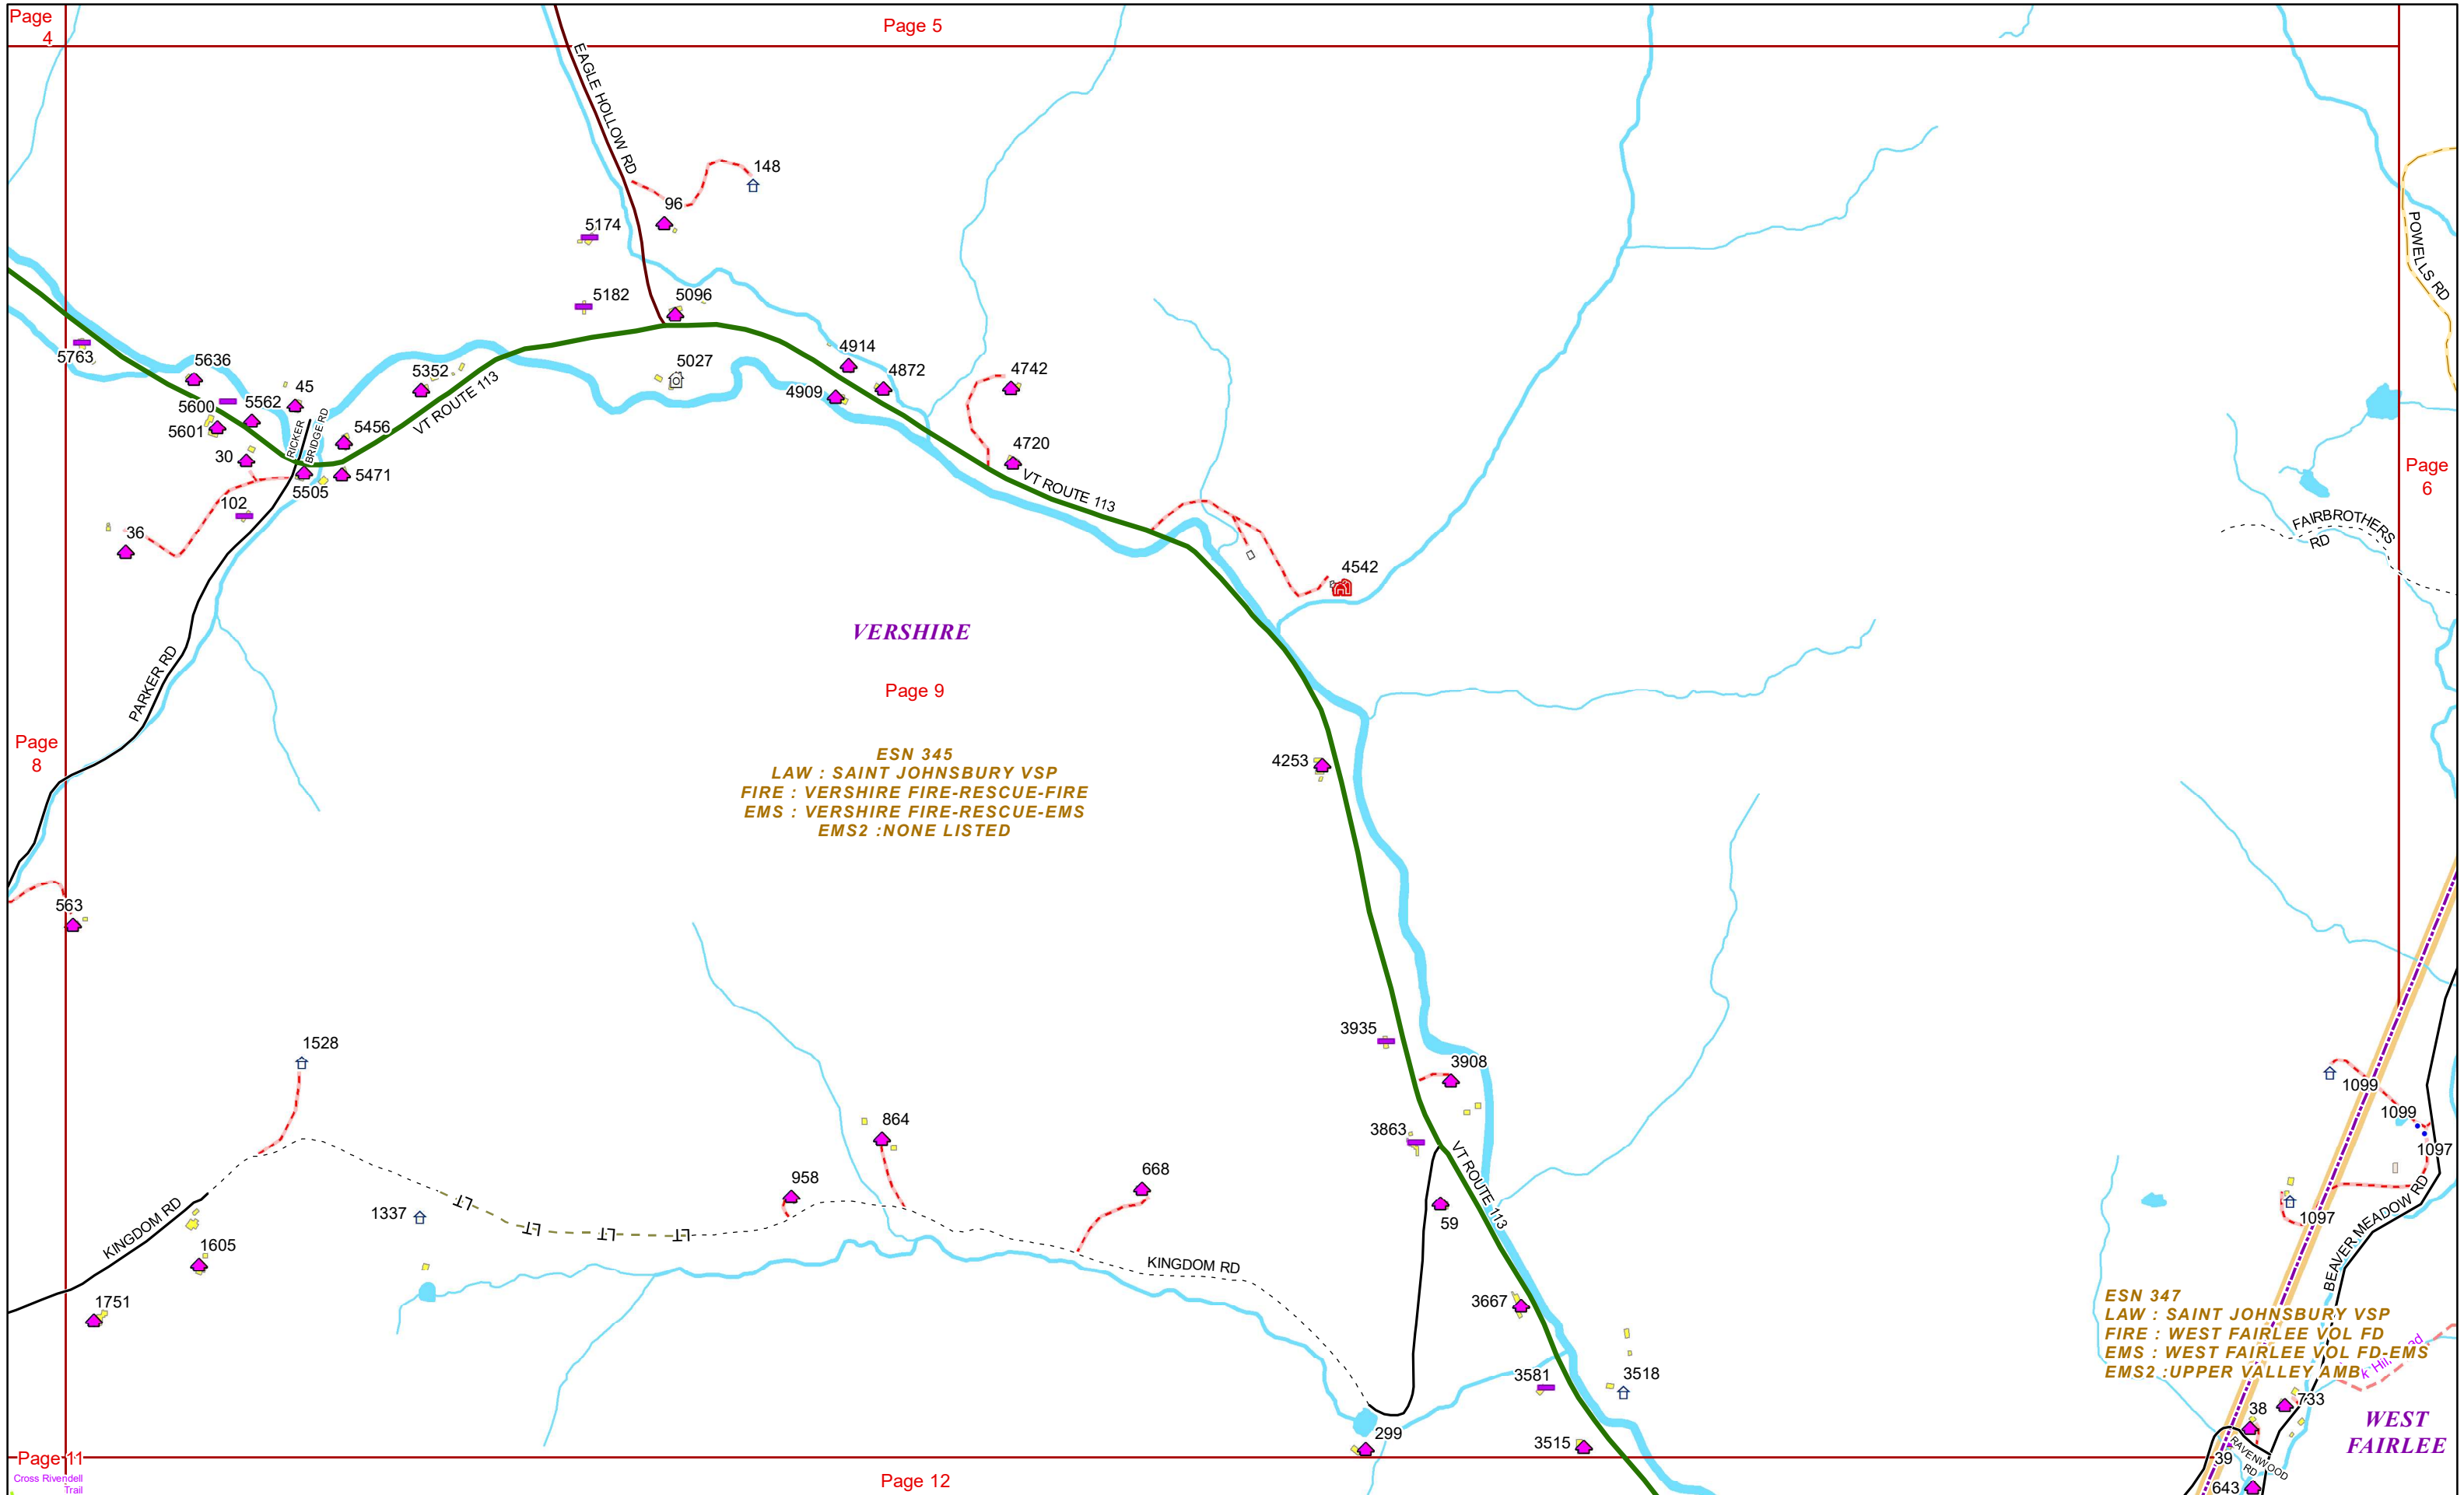 Page
4
Page 5
EAGLE HOLLOW RD
148
96
5174
5182
5096
POWELLS RD
5763
5636
45
5352
5027
4914
4872
4909
4742
5600
5562
5601
RICKER
BRIDGE RD
5456
VT ROUTE 113
30
5471
4720
5505
VT ROUTE 113
102
36
Page
6
FAIRBROTHERS
RD
4542
VERSHIRE
PARKER RD
Page 9
Page
8
ESN 345
LAW : SAINT JOHNSBURY VSP
FIRE : VERSHIRE FIRE-RESCUE-FIRE
EMS : VERSHIRE FIRE-RESCUE-EMS
EMS2 :NONE LISTED
4253
563
1528
3935
3908
1099
1099
864
3863
1097
VT ROUTE 113
958
668
KINGDOM RD
1337
59
1097
1605
KINGDOM RD
BEAVER MEADOW RD
1751
3667
ESN 347
LAW : SAINT JOHNSBURY VSP
FIRE : WEST FAIRLEE VOL FD
EMS : WEST FAIRLEE VOL FD-EMS
EMS2 :UPPER VALLEY AMB
3581
3518
733
38
WEST
FAIRLEE
299
3515
Page 11
39
RAVENWOOD
RD
Cross Rivendell
Trail
Page 12
643